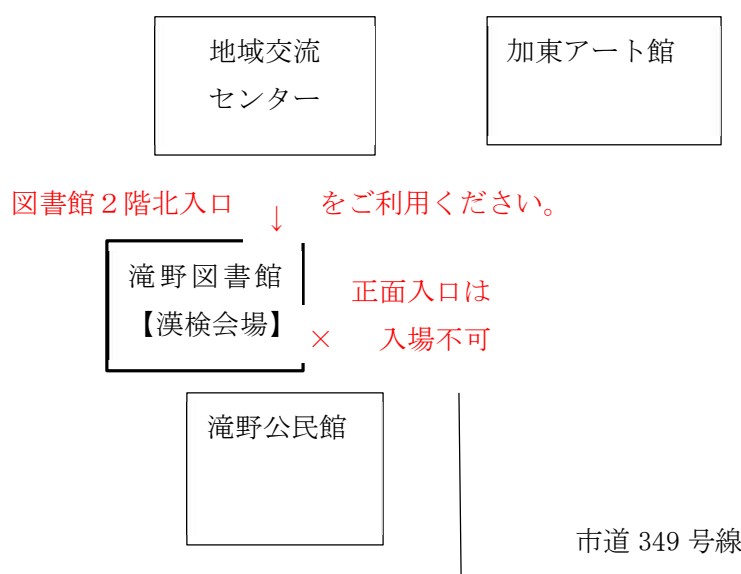 地域交流
センター
加東アート館
図書館２階北入口 ↓ をご利用ください。
滝野図書館
【漢検会場】
正面入口は
× 入場不可
滝野公民館
市道 349 号線